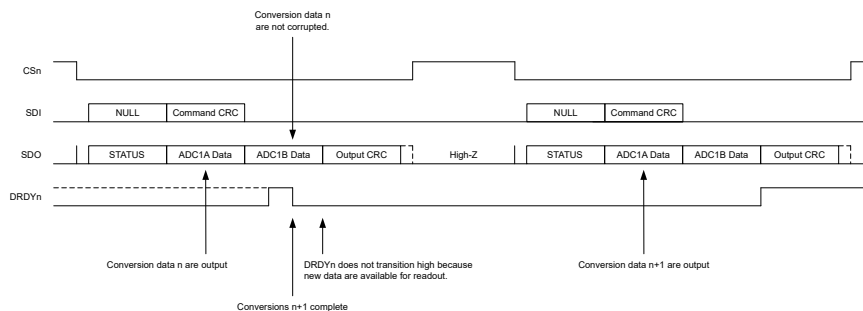 Conversion data n
are not corrupted.
CSn
SDI
NULL
Command CRC
NULL
Command CRC
SDO
STATUS
ADC1A Data
ADC1B Data
Output CRC
High-Z
STATUS
ADC1A Data
ADC1B Data
Output CRC
DRDYn
Conversion data n are output
DRDYn does not transition high because
new data are available for readout.
Conversion data n+1 are output
Conversions n+1 complete